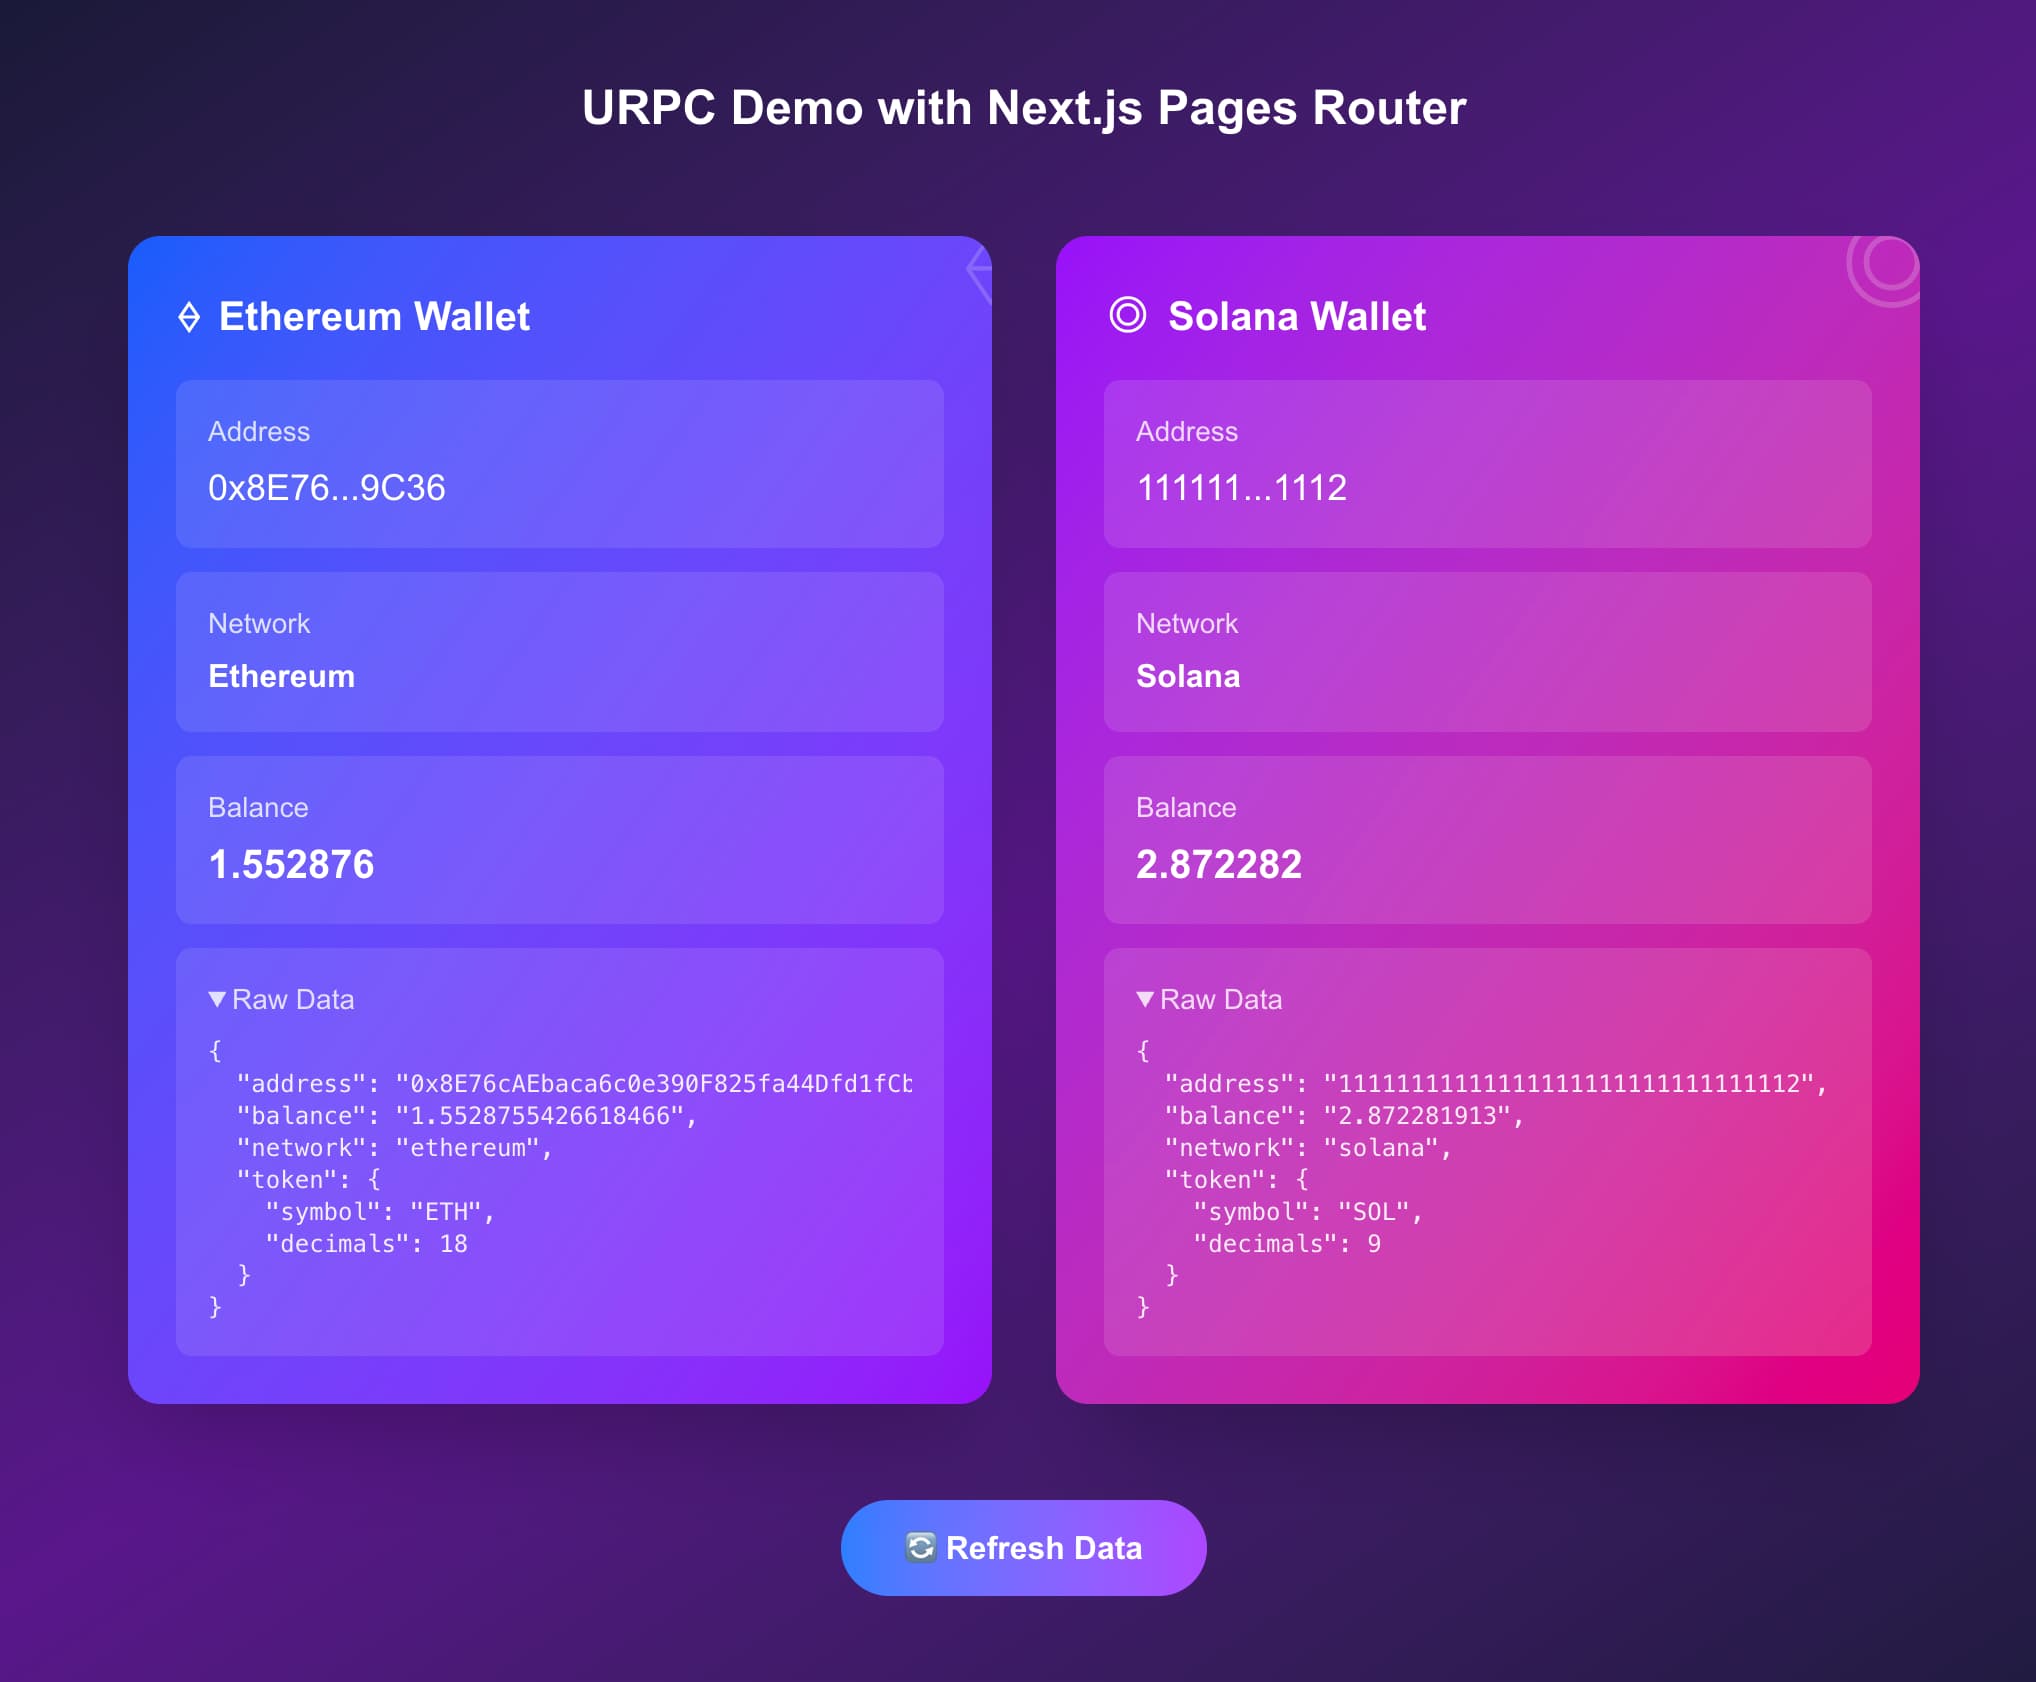 URPC Demo with Next.js Pages Router
Ethereum Wallet
Address
0x8E76...9C36
Network
Ethereum
Balance
1.552876
▼ Raw Data
{
  "address": "0x8E76cAEbaca6c0e390F825fa44Dfd1fCb
  "balance": "1.5528755426618466",
  "network": "ethereum",
  "token": {
    "symbol": "ETH",
    "decimals": 18
  }
}
Solana Wallet
Address
111111...1112
Network
Solana
Balance
2.872282
▼ Raw Data
{
  "address": "11111111111111111111111111111112",
  "balance": "2.872281913",
  "network": "solana",
  "token": {
    "symbol": "SOL",
    "decimals": 9
  }
}
🔄 Refresh Data